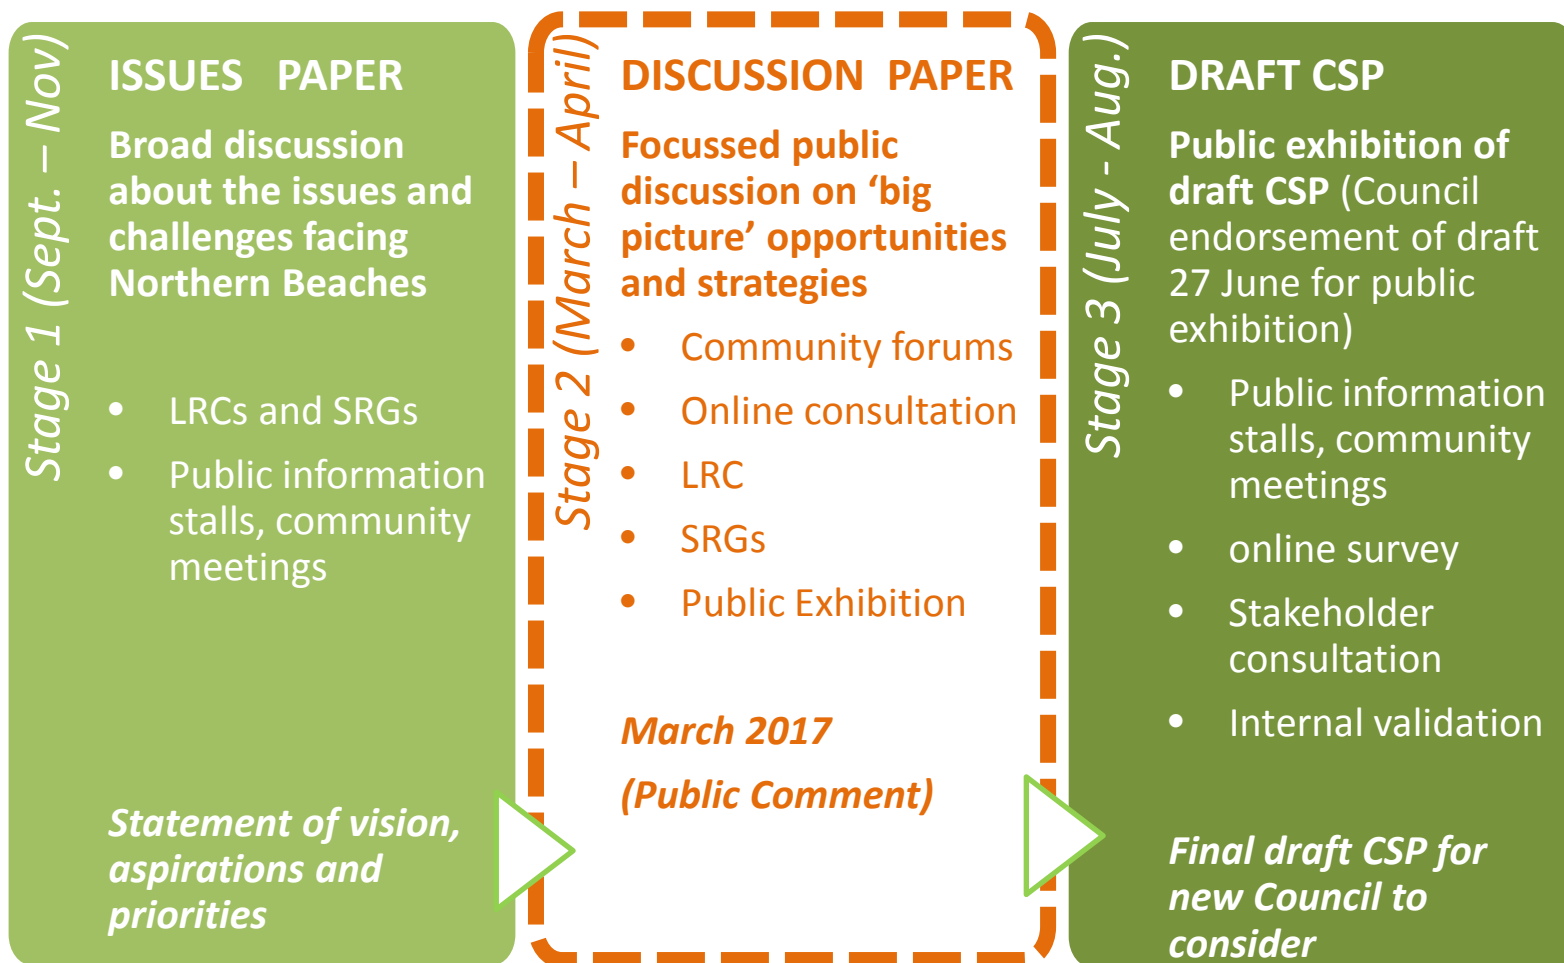 Stage 1 (Sept. – Nov)
ISSUES PAPER
Broad discussion
about the issues and
challenges facing
Northern Beaches
• LRCs and SRGs
• Public information
stalls, community
meetings
Statement of vision,
aspirations and
priorities
Stage 2 (March – April)
DISCUSSION PAPER
Focussed public
discussion on ‘big
picture’ opportunities
and strategies
• Community forums
• Online consultation
• LRC
• SRGs
• Public Exhibition
March 2017
(Public Comment)
Stage 3 (July - Aug.)
DRAFT CSP
Public exhibition of
draft CSP (Council
endorsement of draft
27 June for public
exhibition)
• Public information
stalls, community
meetings
• online survey
• Stakeholder
consultation
• Internal validation
Final draft CSP for
new Council to
consider